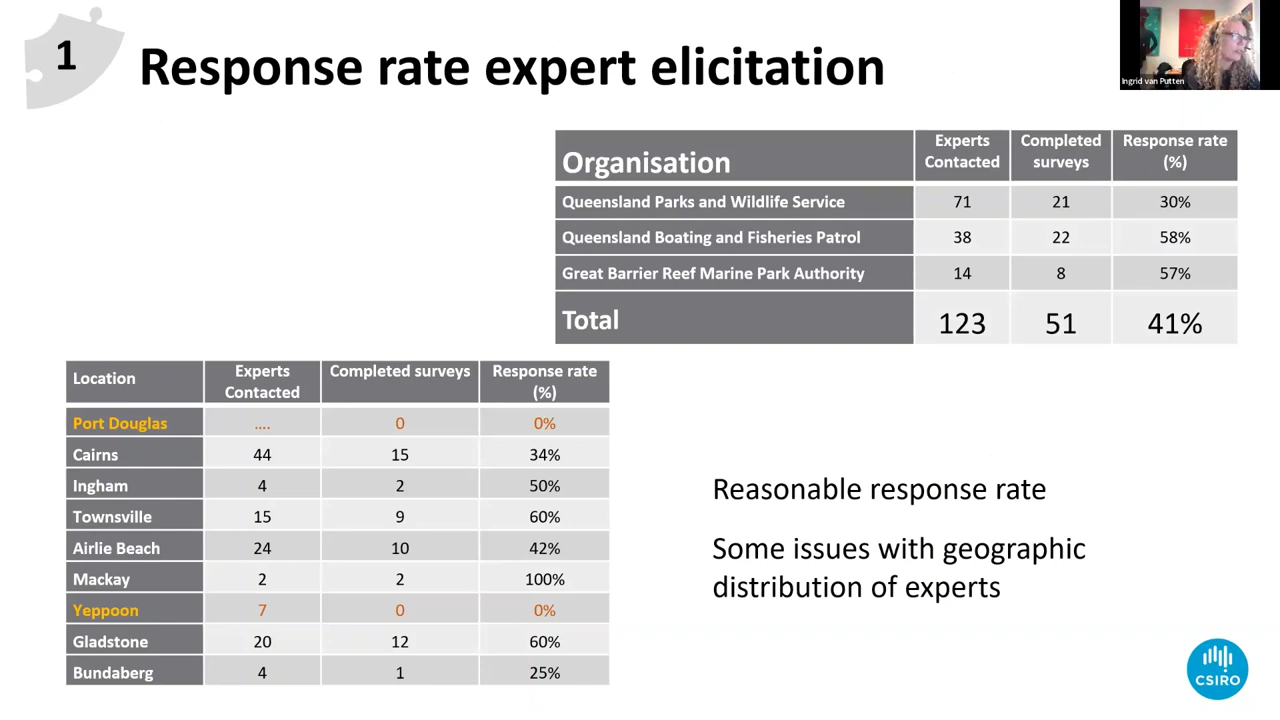 1
Response rate expert elicitation
Ingrid van Putten
Organisation
Experts Contacted
Completed surveys
Response rate (%)
Queensland Parks and Wildlife Service 71 21 30%
Queensland Boating and Fisheries Patrol 38 22 58%
Great Barrier Reef Marine Park Authority 14 8 57%
Total 123 51 41%
Location
Experts Contacted
Completed surveys
Response rate (%)
Port Douglas .... 0 0%
Cairns 44 15 34%
Ingham 4 2 50%
Townsville 15 9 60%
Airlie Beach 24 10 42%
Mackay 2 2 100%
Yeppoon 7 0 0%
Gladstone 20 12 60%
Bundaberg 4 1 25%
Reasonable response rate
Some issues with geographic
distribution of experts
CSIRO